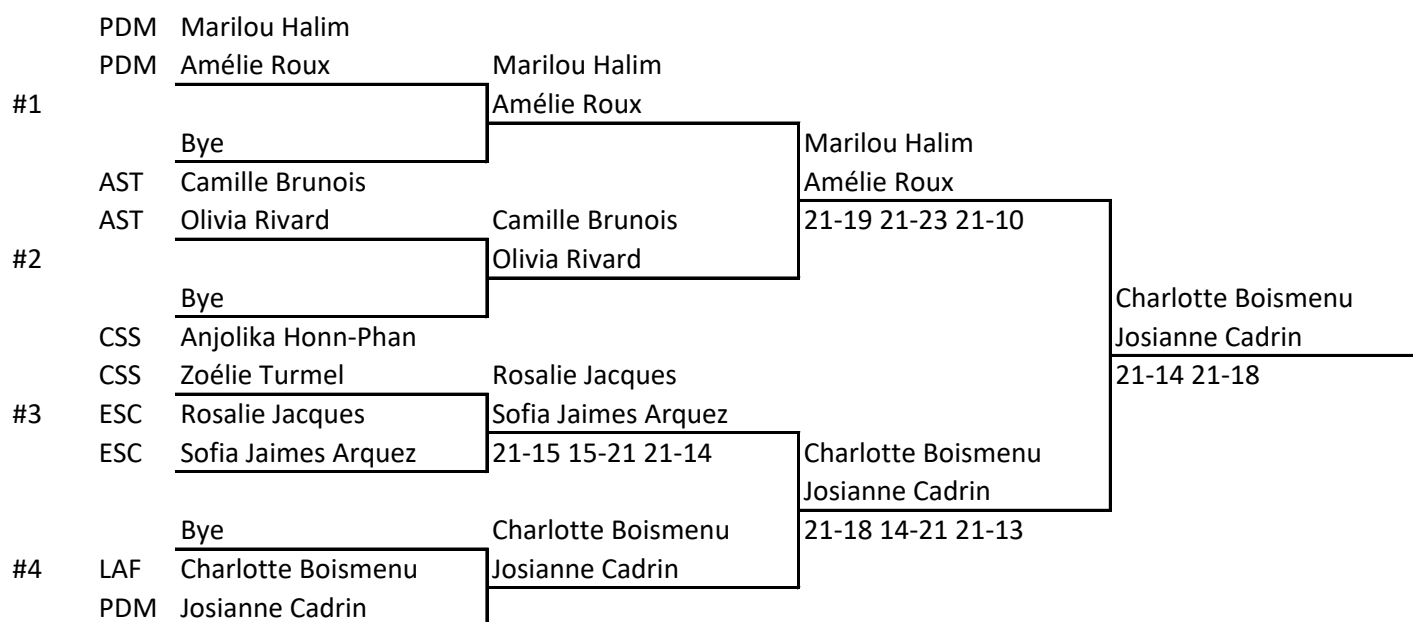 PDM Marilou Halim
PDM Amélie Roux Marilou Halim
#1 Amélie Roux
Bye Marilou Halim
AST Camille Brunois Amélie Roux
AST Olivia Rivard Camille Brunois 21-19 21-23 21-10
#2 Olivia Rivard
Bye Charlotte Boismenu
CSS Anjolika Honn-Phan Josianne Cadrin
CSS Zoélie Turmel Rosalie Jacques 21-14 21-18
#3 ESC Rosalie Jacques Sofia Jaimes Arquez
ESC Sofia Jaimes Arquez 21-15 15-21 21-14 Charlotte Boismenu
Josianne Cadrin
Bye Charlotte Boismenu 21-18 14-21 21-13
#4 LAF Charlotte Boismenu Josianne Cadrin
PDM Josianne Cadrin